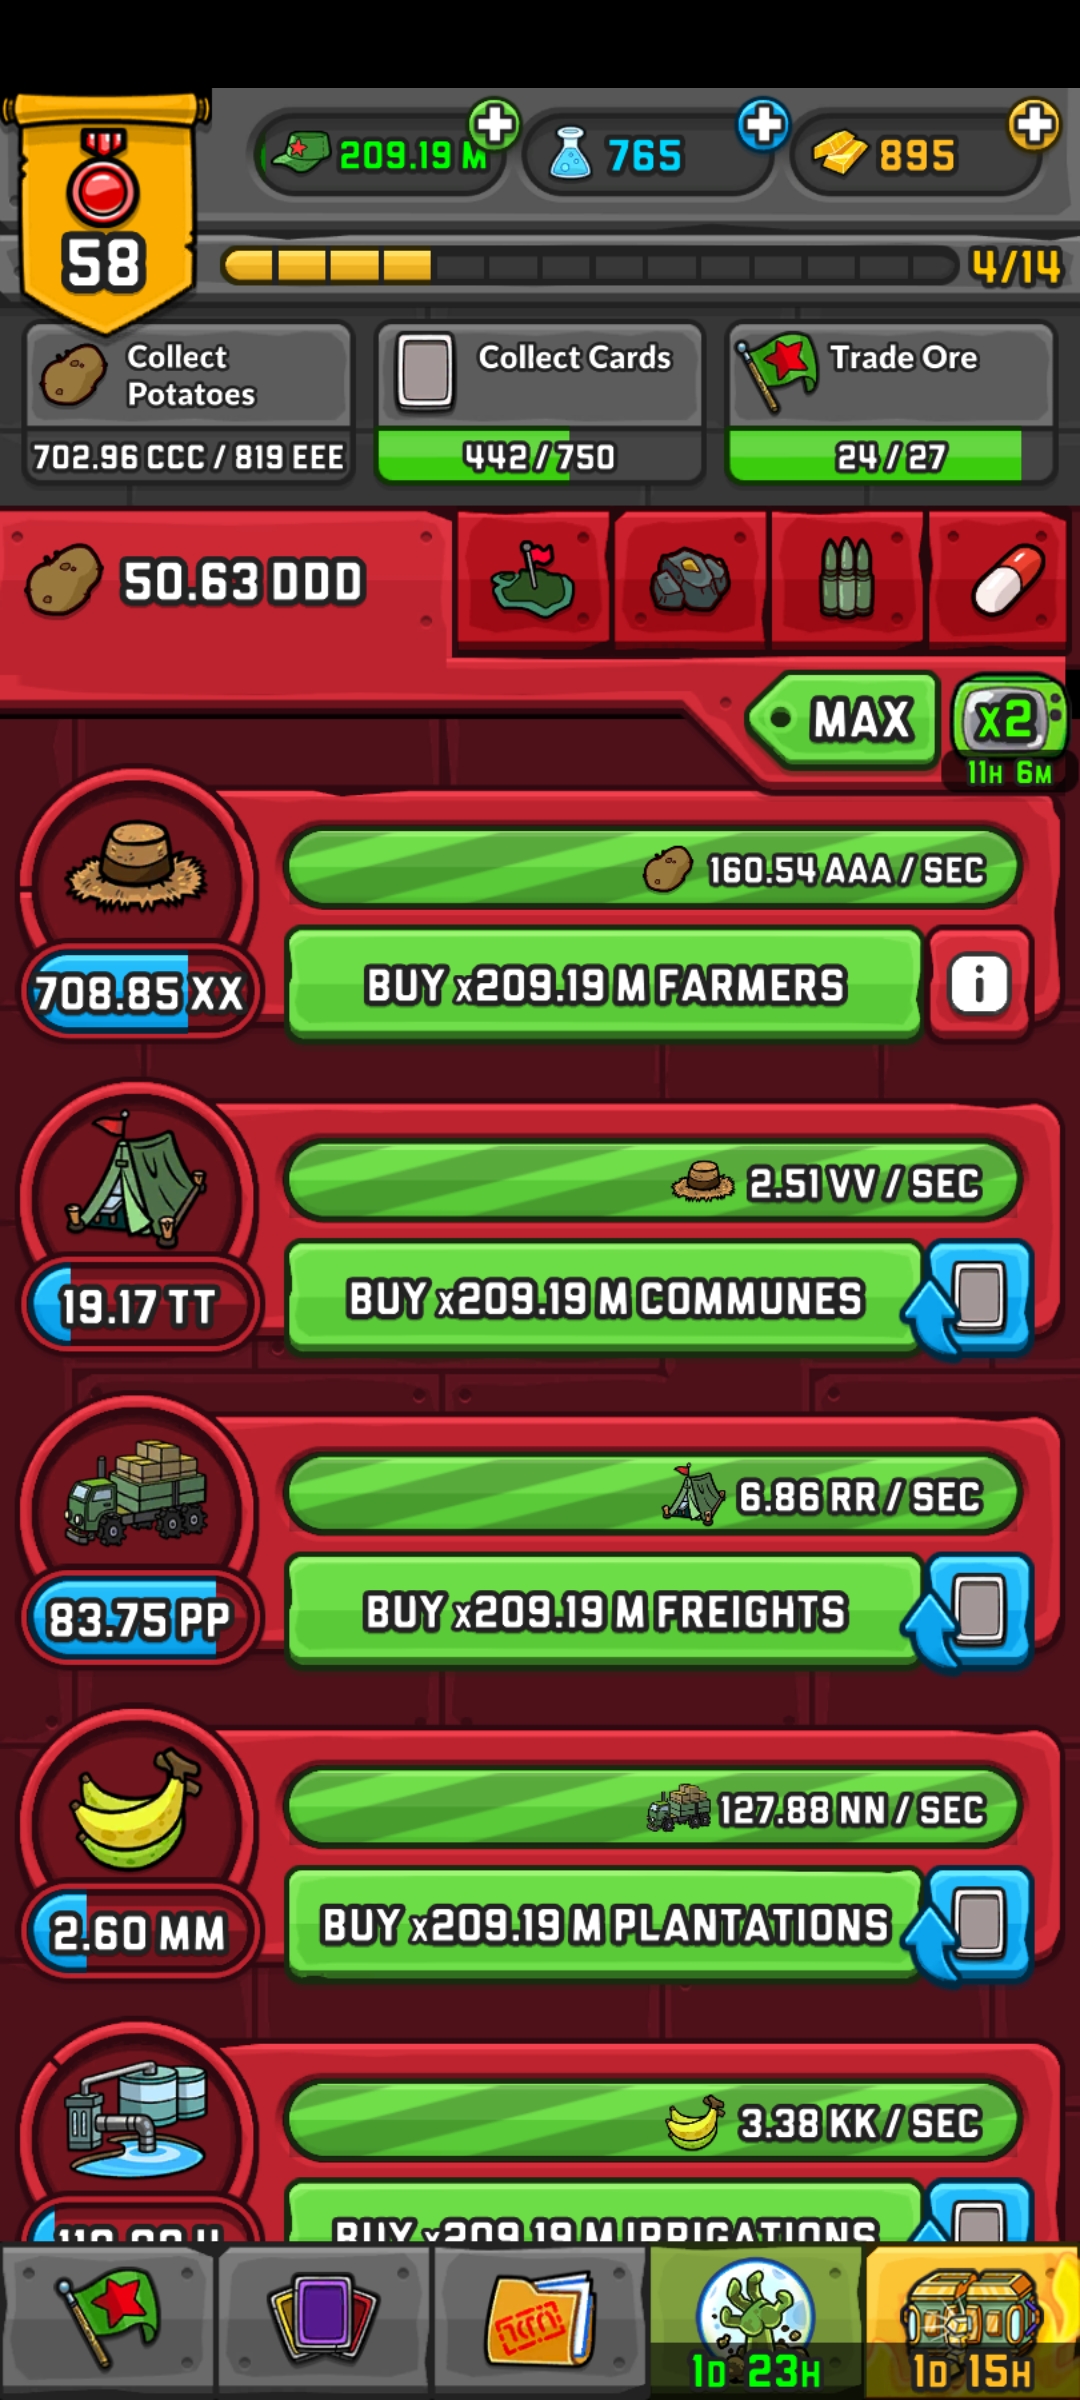 209.19 M
765
895
58
4/14
Collect
Potatoes
702.96 CCC / 819 EEE
Collect Cards
442/750
Trade Ore
24/27
50.63 DDD
MAX
x2
11H 6M
160.54 AAA / SEC
708.85 XX
BUY x209.19 M FARMERS
i
2.51 VV / SEC
19.17 TT
BUY x209.19 M COMMUNES
6.86 RR / SEC
83.75 PP
BUY x209.19 M FREIGHTS
127.88 NN / SEC
2.60 MM
BUY x209.19 M PLANTATIONS
3.38 KK / SEC
BUY x209.19 M IRRIGATIONS
1D 23H
1D 15H